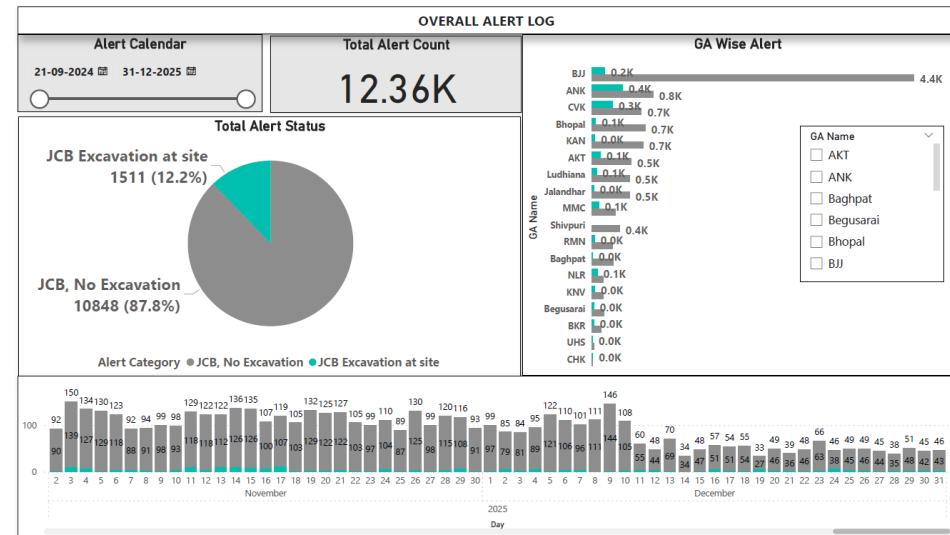 OVERALL ALERT LOG
Alert Calendar
21-09-2024 31-12-2025
Total Alert Count
12.36K
Total Alert Status
JCB Excavation at site
1511 (12.2%)
JCB, No Excavation
10848 (87.8%)
Alert Category JCB, No Excavation JCB Excavation at site
GA Wise Alert
GA Name
BJJ 0.2K 4.4K
ANK 0.4K 0.8K
CVK 0.3K 0.7K
Bhopal 0.1K 0.7K
KAN 0.0K 0.7K
AKT 0.1K 0.5K
Ludhiana 0.1K 0.5K
Jalandhar 0.0K 0.5K
MMC 0.1K
Shivpuri 0.4K
RMN 0.0K
Baghpat 0.0K
NLR 0.1K
KNV 0.0K
Begusarai 0.0K
BKR 0.0K
UHS 0.0K
CHK 0.0K
GA Name
AKT
ANK
Baghpat
Begusarai
Bhopal
BJJ
92 150 134 130 123 92 94 99 98 129 122 122 136 135 107 119 105 132 125 127 105 99 110 89 130 99 120 116 93 99 85 84 95 122 110 101 111 146 108 60 48 70 34 48 57 54 55 33 49 39 48 66 46 49 49 45 38 51 45 46
100
90 139 127 129 118 88 91 98 93 118 118 112 126 126 100 107 103 129 122 122 103 97 104 87 125 98 115 108 91 97 79 81 89 121 106 96 111 144 105 55 44 69 34 47 51 51 54 27 46 36 46 63 38 45 46 44 35 48 42 43
0
2 3 4 5 6 7 8 9 10 11 12 13 14 15 16 17 18 19 20 21 22 23 24 25 26 27 28 29 30 1 2 3 4 5 6 7 8 9 10 11 12 13 14 15 16 17 18 19 20 21 22 23 24 25 26 27 28 29 30 31
November December
2025
Day